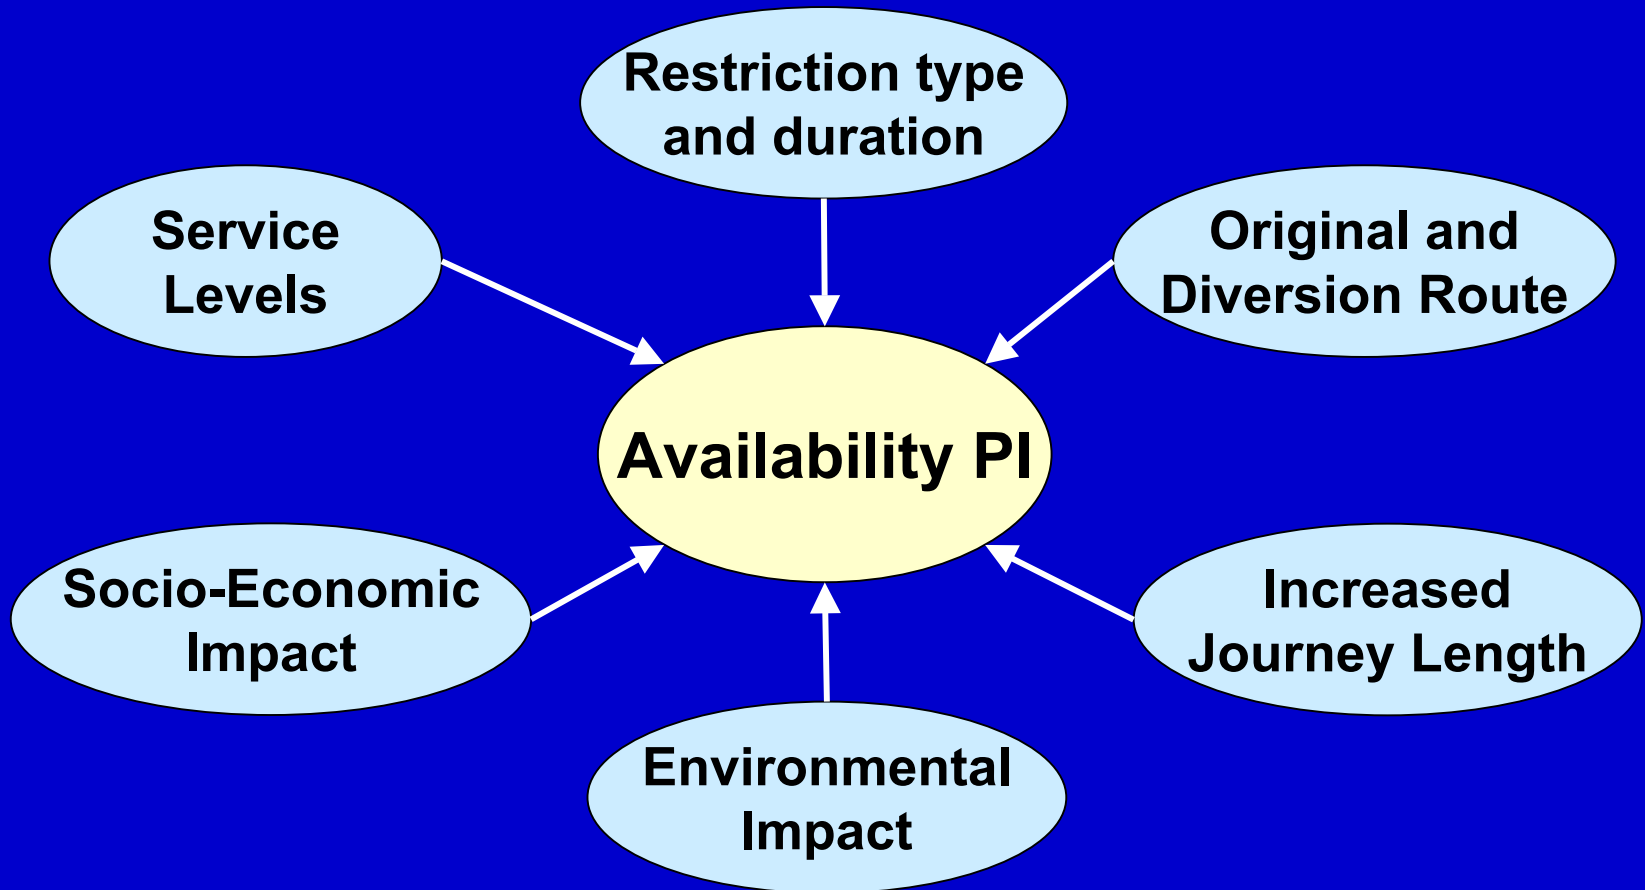 Restriction type
and duration
Service
Levels
Original and
Diversion Route
Availability PI
Socio-Economic
Impact
Increased
Journey Length
Environmental
Impact